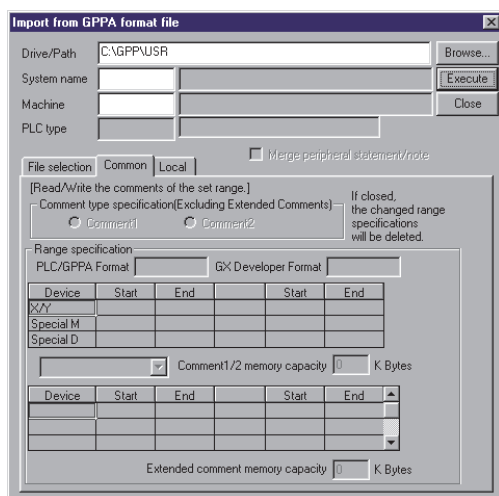 Import from GPPA format file
Drive/Path C:\GPP\USR Browse...
System name Execute
Machine Close
PLC type
Merge peripheral statement/note
File selection Common Local
[Read/Write the comments of the set range.]
Comment type specification(Excluding Extended Comments)
Comment1 Comment2
If closed,
the changed range
specifications
will be deleted.
Range specification
PLC/GPPA Format GX Developer Format
Device Start End Start End
X/Y
Special M
Special D
Comment1/2 memory capacity 0 K Bytes
Device Start End Start End
Extended comment memory capacity 0 K Bytes